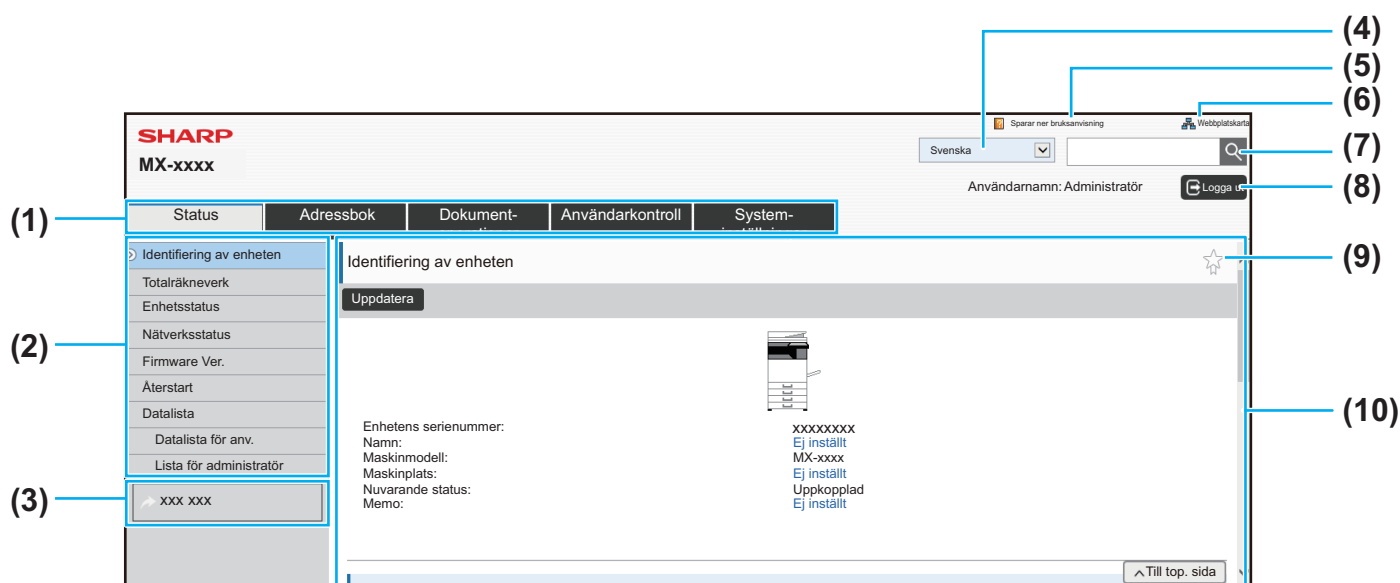 (4)
(5)
(6)
Sparar ner bruksanvisning
Webbplatskarta
SHARP
MX-xxxx
Svenska
(7)
Användarnamn: Administratör
Logga ut
(8)
(1)
Status
Adressbok
Dokument-
Användarkontroll
System-
Identifiering av enheten
Identifiering av enheten
(9)
Totalräkneverk
Enhetsstatus
Uppdatera
Nätverksstatus
(2)
Firmware Ver.
Återstart
Datalista
Datalista för anv.
Lista för administratör
(10)
Enhetens serienummer: xxxxxxxx
Namn: Ej inställt
Maskinmodell: MX-xxxx
Maskinplats: Ej inställt
Nuvarande status: Uppkopplad
Memo: Ej inställt
(3)
xxx xxx
Till top. sida